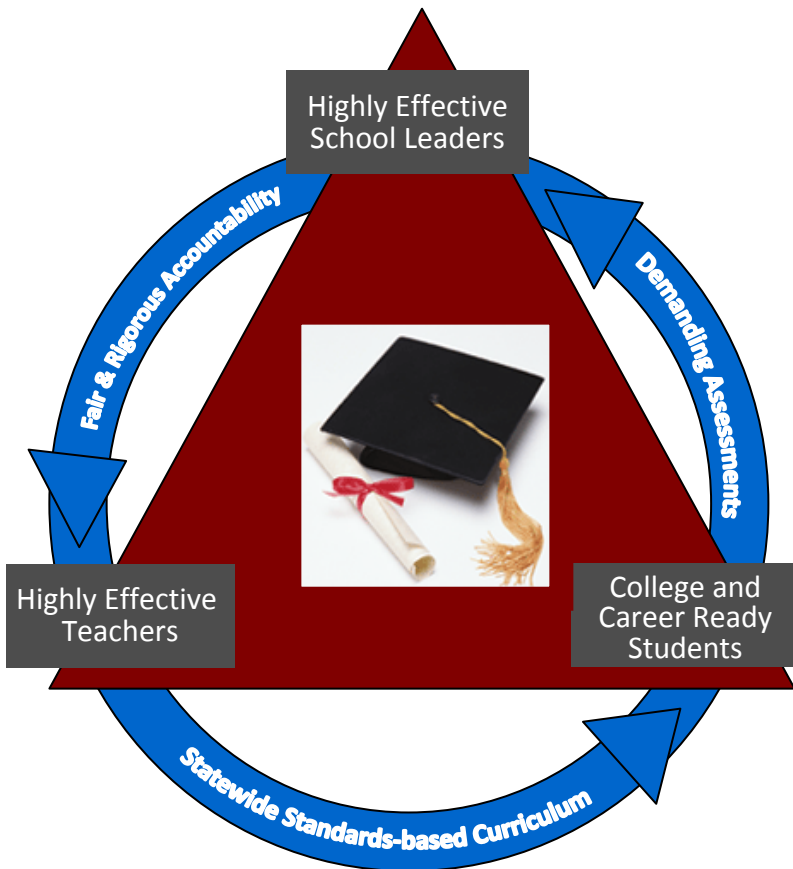 Highly Effective
School Leaders
Fair & Rigorous Accountability
Demanding Assessments
Highly Effective
Teachers
College and
Career Ready
Students
Statewide Standards-based Curriculum